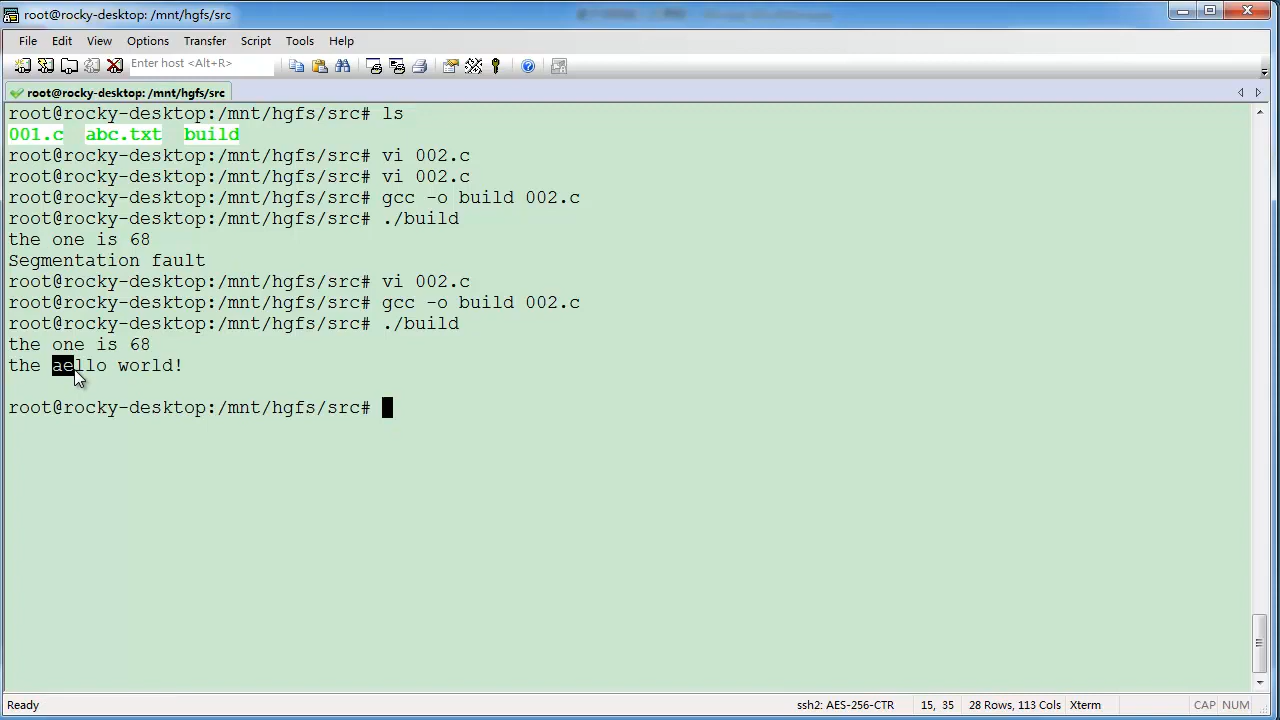 root@rocky-desktop: /mnt/hgfs/src
File Edit View Options Transfer Script Tools Help
Enter host <Alt+R>
root@rocky-desktop: /mnt/hgfs/src
root@rocky-desktop:/mnt/hgfs/src# ls
001.c abc.txt build
root@rocky-desktop:/mnt/hgfs/src# vi 002.c
root@rocky-desktop:/mnt/hgfs/src# vi 002.c
root@rocky-desktop:/mnt/hgfs/src# gcc -o build 002.c
root@rocky-desktop:/mnt/hgfs/src# ./build
the one is 68
Segmentation fault
root@rocky-desktop:/mnt/hgfs/src# vi 002.c
root@rocky-desktop:/mnt/hgfs/src# gcc -o build 002.c
root@rocky-desktop:/mnt/hgfs/src# ./build
the one is 68
the aello world!
root@rocky-desktop:/mnt/hgfs/src#
Ready ssh2: AES-256-CTR 15, 35 28 Rows, 113 Cols Xterm CAP NUM